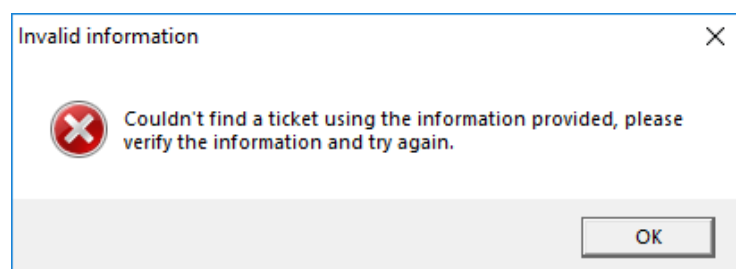 Invalid information
Couldn't find a ticket using the information provided, please
verify the information and try again.
OK